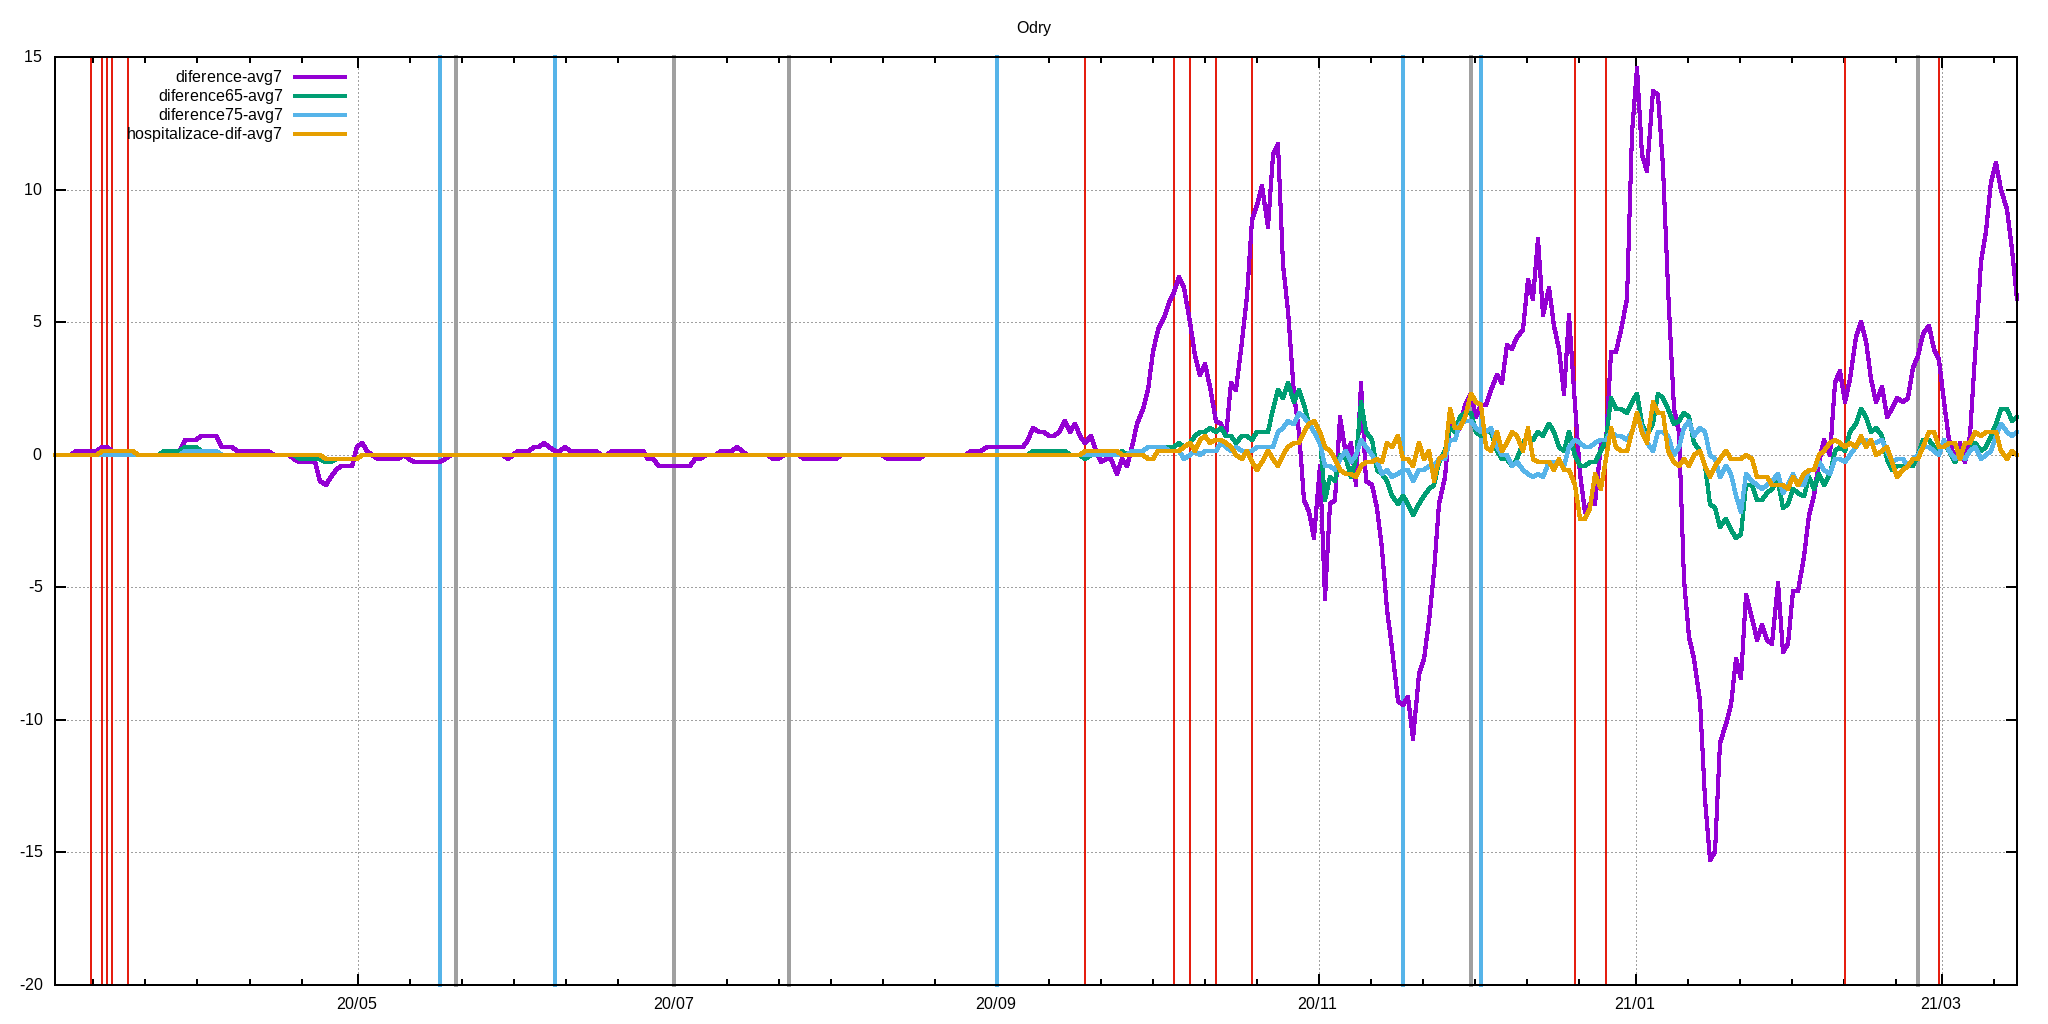 Odry
diference-avg7
diference65-avg7
diference75-avg7
hospitalizace-dif-avg7
15
10
5
0
-5
-10
-15
-20
20/05 20/07 20/09 20/11 21/01 21/03